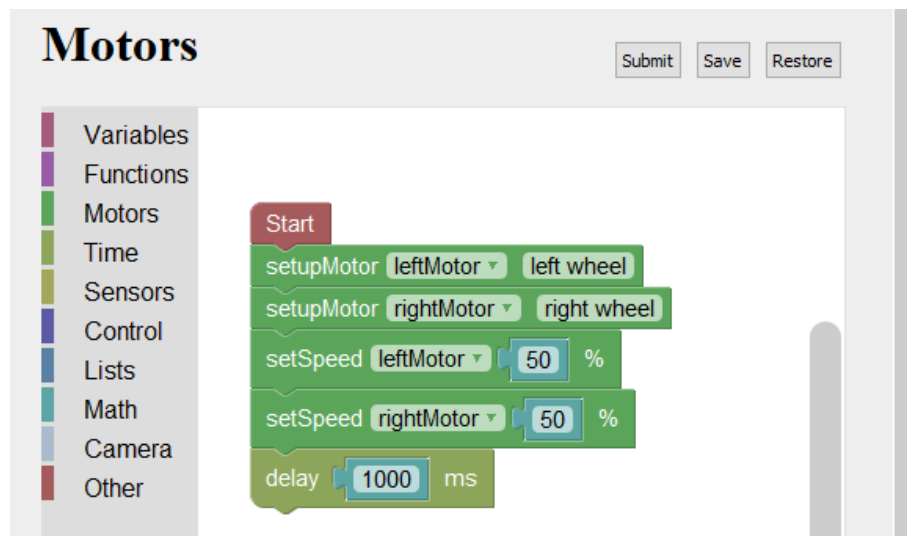 Motors
Submit Save Restore
Variables
Functions
Motors
Time
Sensors
Control
Lists
Math
Camera
Other
Start
setupMotor leftMotor left wheel
setupMotor rightMotor right wheel
setSpeed leftMotor 50 %
setSpeed rightMotor 50 %
delay 1000 ms